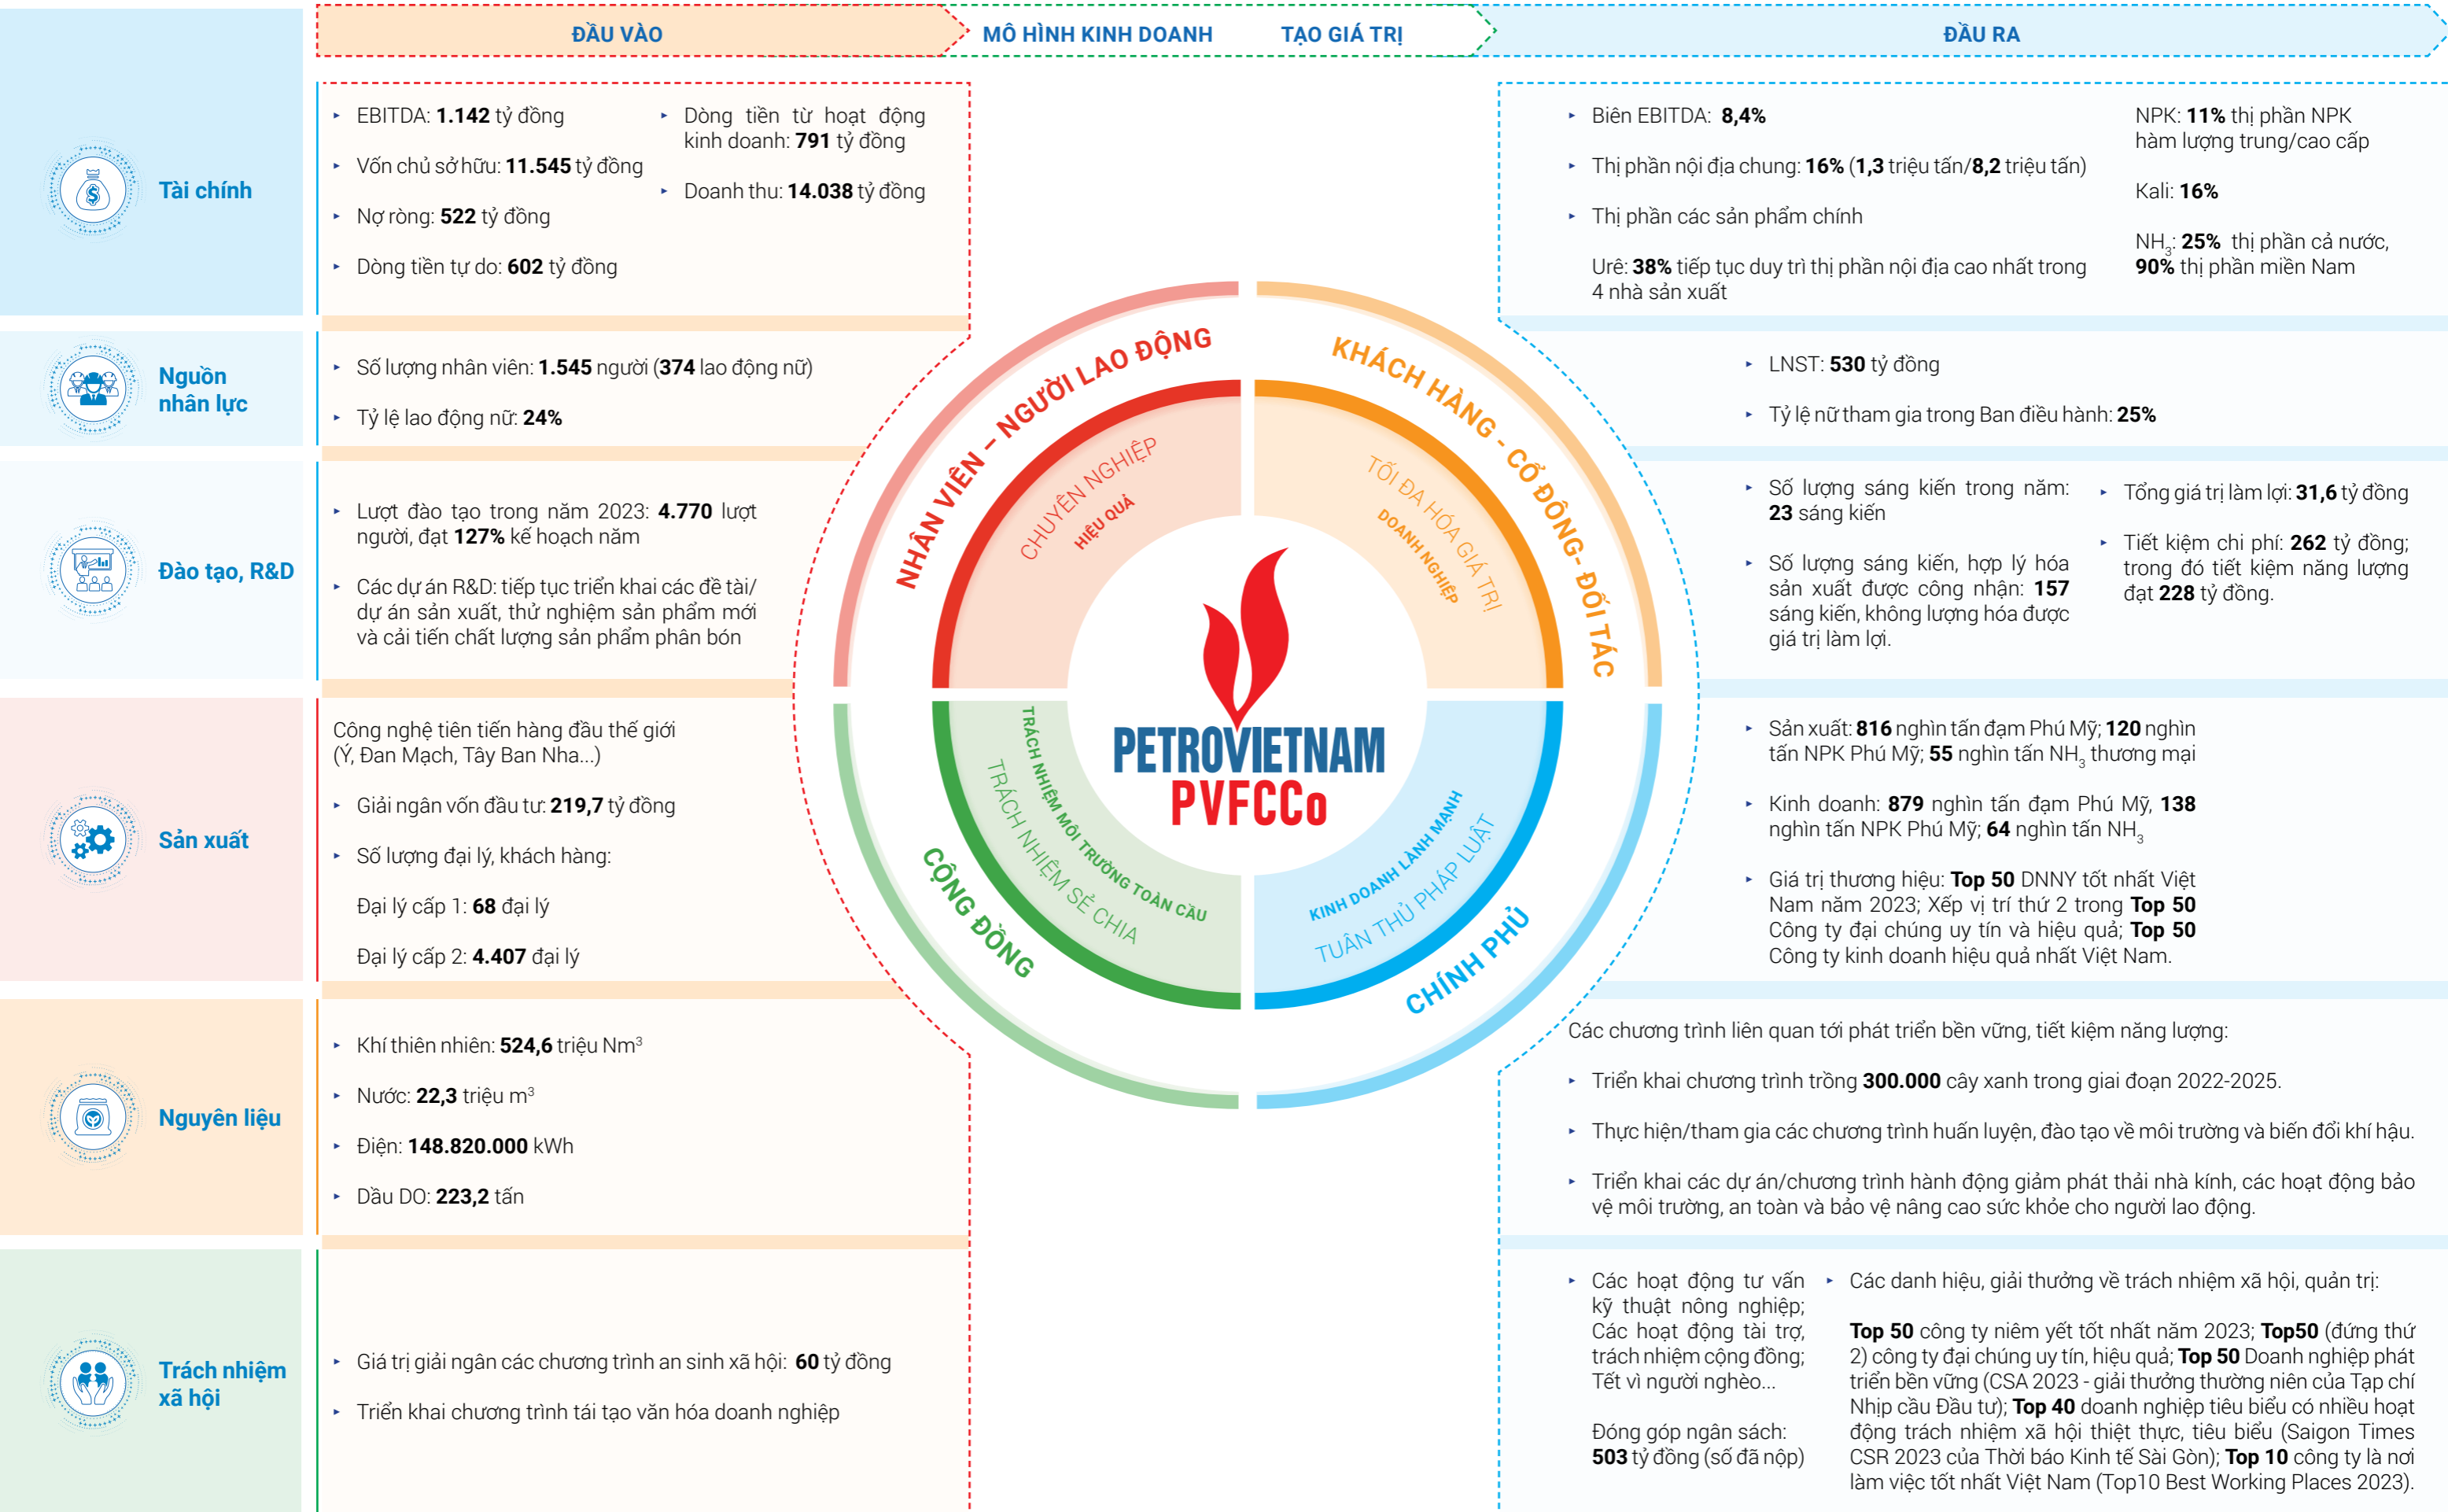 ĐẦU VÀO
MÔ HÌNH KINH DOANH
TẠO GIÁ TRỊ
ĐẦU RA
Tài chính
▸ EBITDA: 1.142 tỷ đồng
▸ Vốn chủ sở hữu: 11.545 tỷ đồng
▸ Nợ ròng: 522 tỷ đồng
▸ Dòng tiền tự do: 602 tỷ đồng
▸ Dòng tiền từ hoạt động
kinh doanh: 791 tỷ đồng
▸ Doanh thu: 14.038 tỷ đồng
▸ Biên EBITDA: 8,4%
▸ Thị phần nội địa chung: 16% (1,3 triệu tấn/8,2 triệu tấn)
▸ Thị phần các sản phẩm chính
Urê: 38% tiếp tục duy trì thị phần nội địa cao nhất trong
4 nhà sản xuất
NPK: 11% thị phần NPK
hàm lượng trung/cao cấp
Kali: 16%
NH₃: 25% thị phần cả nước,
90% thị phần miền Nam
Nguồn
nhân lực
▸ Số lượng nhân viên: 1.545 người (374 lao động nữ)
▸ Tỷ lệ lao động nữ: 24%
▸ LNST: 530 tỷ đồng
▸ Tỷ lệ nữ tham gia trong Ban điều hành: 25%
Đào tạo, R&D
▸ Lượt đào tạo trong năm 2023: 4.770 lượt
người, đạt 127% kế hoạch năm
▸ Các dự án R&D: tiếp tục triển khai các đề tài/
dự án sản xuất, thử nghiệm sản phẩm mới
và cải tiến chất lượng sản phẩm phân bón
▸ Số lượng sáng kiến trong năm:
23 sáng kiến
▸ Số lượng sáng kiến, hợp lý hóa
sản xuất được công nhận: 157
sáng kiến, không lượng hóa được
giá trị làm lợi.
▸ Tổng giá trị làm lợi: 31,6 tỷ đồng
▸ Tiết kiệm chi phí: 262 tỷ đồng;
trong đó tiết kiệm năng lượng
đạt 228 tỷ đồng.
NHÂN VIÊN – NGƯỜI LAO ĐỘNG
CHUYÊN NGHIỆP
HIỆU QUẢ
KHÁCH HÀNG - CỔ ĐÔNG- ĐỐI TÁC
TỐI ĐA HÓA GIÁ TRỊ
DOANH NGHIỆP
PETROVIETNAM
PVFCCo
TRÁCH NHIỆM MÔI TRƯỜNG TOÀN CẦU
TRÁCH NHIỆM SẺ CHIA
CỘNG ĐỒNG
KINH DOANH LÀNH MẠNH
TUÂN THỦ PHÁP LUẬT
CHÍNH PHỦ
Sản xuất
Công nghệ tiên tiến hàng đầu thế giới
(Ý, Đan Mạch, Tây Ban Nha...)
▸ Giải ngân vốn đầu tư: 219,7 tỷ đồng
▸ Số lượng đại lý, khách hàng:
Đại lý cấp 1: 68 đại lý
Đại lý cấp 2: 4.407 đại lý
▸ Sản xuất: 816 nghìn tấn đạm Phú Mỹ; 120 nghìn
tấn NPK Phú Mỹ; 55 nghìn tấn NH₃ thương mại
▸ Kinh doanh: 879 nghìn tấn đạm Phú Mỹ, 138
nghìn tấn NPK Phú Mỹ; 64 nghìn tấn NH₃
▸ Giá trị thương hiệu: Top 50 DNNY tốt nhất Việt
Nam năm 2023; Xếp vị trí thứ 2 trong Top 50
Công ty đại chúng uy tín và hiệu quả; Top 50
Công ty kinh doanh hiệu quả nhất Việt Nam.
Nguyên liệu
▸ Khí thiên nhiên: 524,6 triệu Nm³
▸ Nước: 22,3 triệu m³
▸ Điện: 148.820.000 kWh
▸ Dầu DO: 223,2 tấn
Các chương trình liên quan tới phát triển bền vững, tiết kiệm năng lượng:
▸ Triển khai chương trình trồng 300.000 cây xanh trong giai đoạn 2022-2025.
▸ Thực hiện/tham gia các chương trình huấn luyện, đào tạo về môi trường và biến đổi khí hậu.
▸ Triển khai các dự án/chương trình hành động giảm phát thải nhà kính, các hoạt động bảo
vệ môi trường, an toàn và bảo vệ nâng cao sức khỏe cho người lao động.
Trách nhiệm
xã hội
▸ Giá trị giải ngân các chương trình an sinh xã hội: 60 tỷ đồng
▸ Triển khai chương trình tái tạo văn hóa doanh nghiệp
▸ Các hoạt động tư vấn
kỹ thuật nông nghiệp;
Các hoạt động tài trợ,
trách nhiệm cộng đồng;
Tết vì người nghèo...
Đóng góp ngân sách:
503 tỷ đồng (số đã nộp)
▸ Các danh hiệu, giải thưởng về trách nhiệm xã hội, quản trị:
Top 50 công ty niêm yết tốt nhất năm 2023; Top50 (đứng thứ
2) công ty đại chúng uy tín, hiệu quả; Top 50 Doanh nghiệp phát
triển bền vững (CSA 2023 - giải thưởng thường niên của Tạp chí
Nhịp cầu Đầu tư); Top 40 doanh nghiệp tiêu biểu có nhiều hoạt
động trách nhiệm xã hội thiết thực, tiêu biểu (Saigon Times
CSR 2023 của Thời báo Kinh tế Sài Gòn); Top 10 công ty là nơi
làm việc tốt nhất Việt Nam (Top10 Best Working Places 2023).